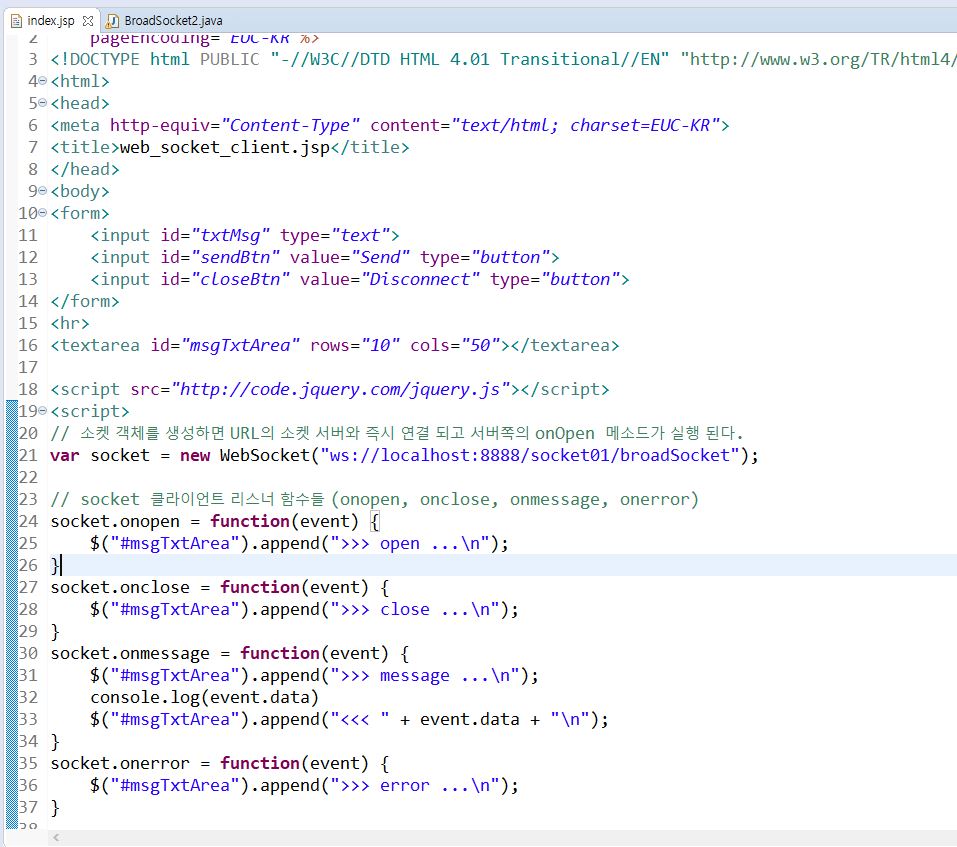 index.jsp BroadSocket2.java
2 pageEncoding="EUC-KR"%>
3 <!DOCTYPE html PUBLIC "-//W3C//DTD HTML 4.01 Transitional//EN" "http://www.w3.org/TR/html4/
4 <html>
5 <head>
6 <meta http-equiv="Content-Type" content="text/html; charset=EUC-KR">
7 <title>web_socket_client.jsp</title>
8 </head>
9 <body>
10 <form>
11     <input id="txtMsg" type="text">
12     <input id="sendBtn" value="Send" type="button">
13     <input id="closeBtn" value="Disconnect" type="button">
14 </form>
15 <hr>
16 <textarea id="msgTxtArea" rows="10" cols="50"></textarea>
17
18 <script src="http://code.jquery.com/jquery.js"></script>
19 <script>
20 // 소켓 객체를 생성하면 URL의 소켓 서버와 즉시 연결 되고 서버쪽의 onOpen 메소드가 실행 된다.
21 var socket = new WebSocket("ws://localhost:8888/socket01/broadSocket");
22
23 // socket 클라이언트 리스너 함수들 (onopen, onclose, onmessage, onerror)
24 socket.onopen = function(event) {
25     $("#msgTxtArea").append(">>> open ...\n");
26 }
27 socket.onclose = function(event) {
28     $("#msgTxtArea").append(">>> close ...\n");
29 }
30 socket.onmessage = function(event) {
31     $("#msgTxtArea").append(">>> message ...\n");
32     console.log(event.data)
33     $("#msgTxtArea").append("<<< " + event.data + "\n");
34 }
35 socket.onerror = function(event) {
36     $("#msgTxtArea").append(">>> error ...\n");
37 }
38